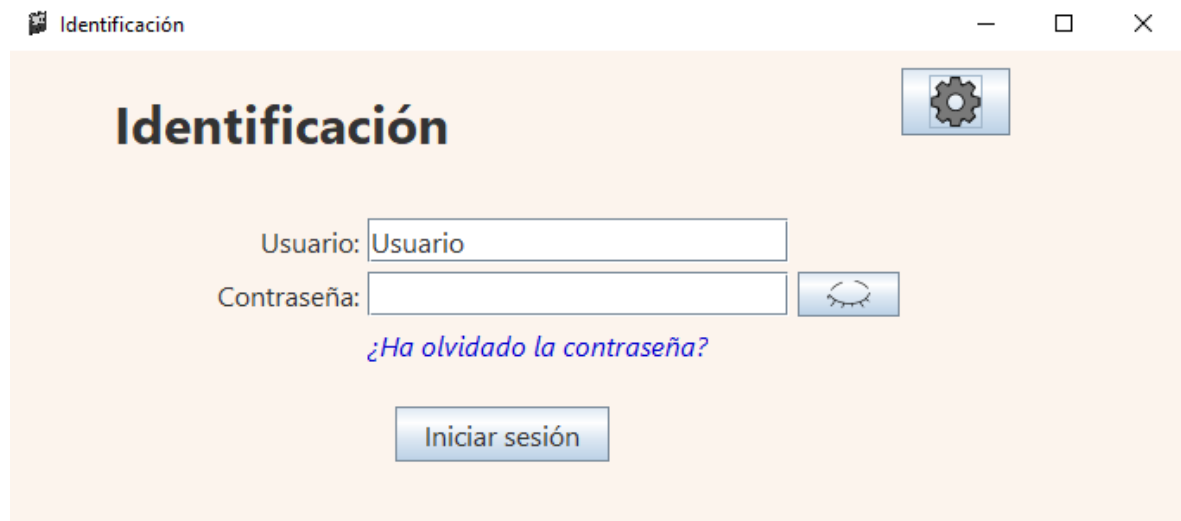 Identificación
Identificación
Usuario: Usuario
Contraseña:
¿Ha olvidado la contraseña?
Iniciar sesión